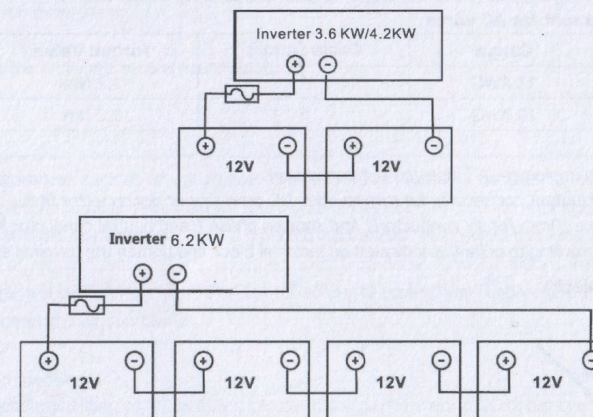 Inverter 3.6 KW/4.2KW
+ −
+ − + −
12V 12V
Inverter 6.2 KW
+ −
+ − + − + − + −
12V 12V 12V 12V